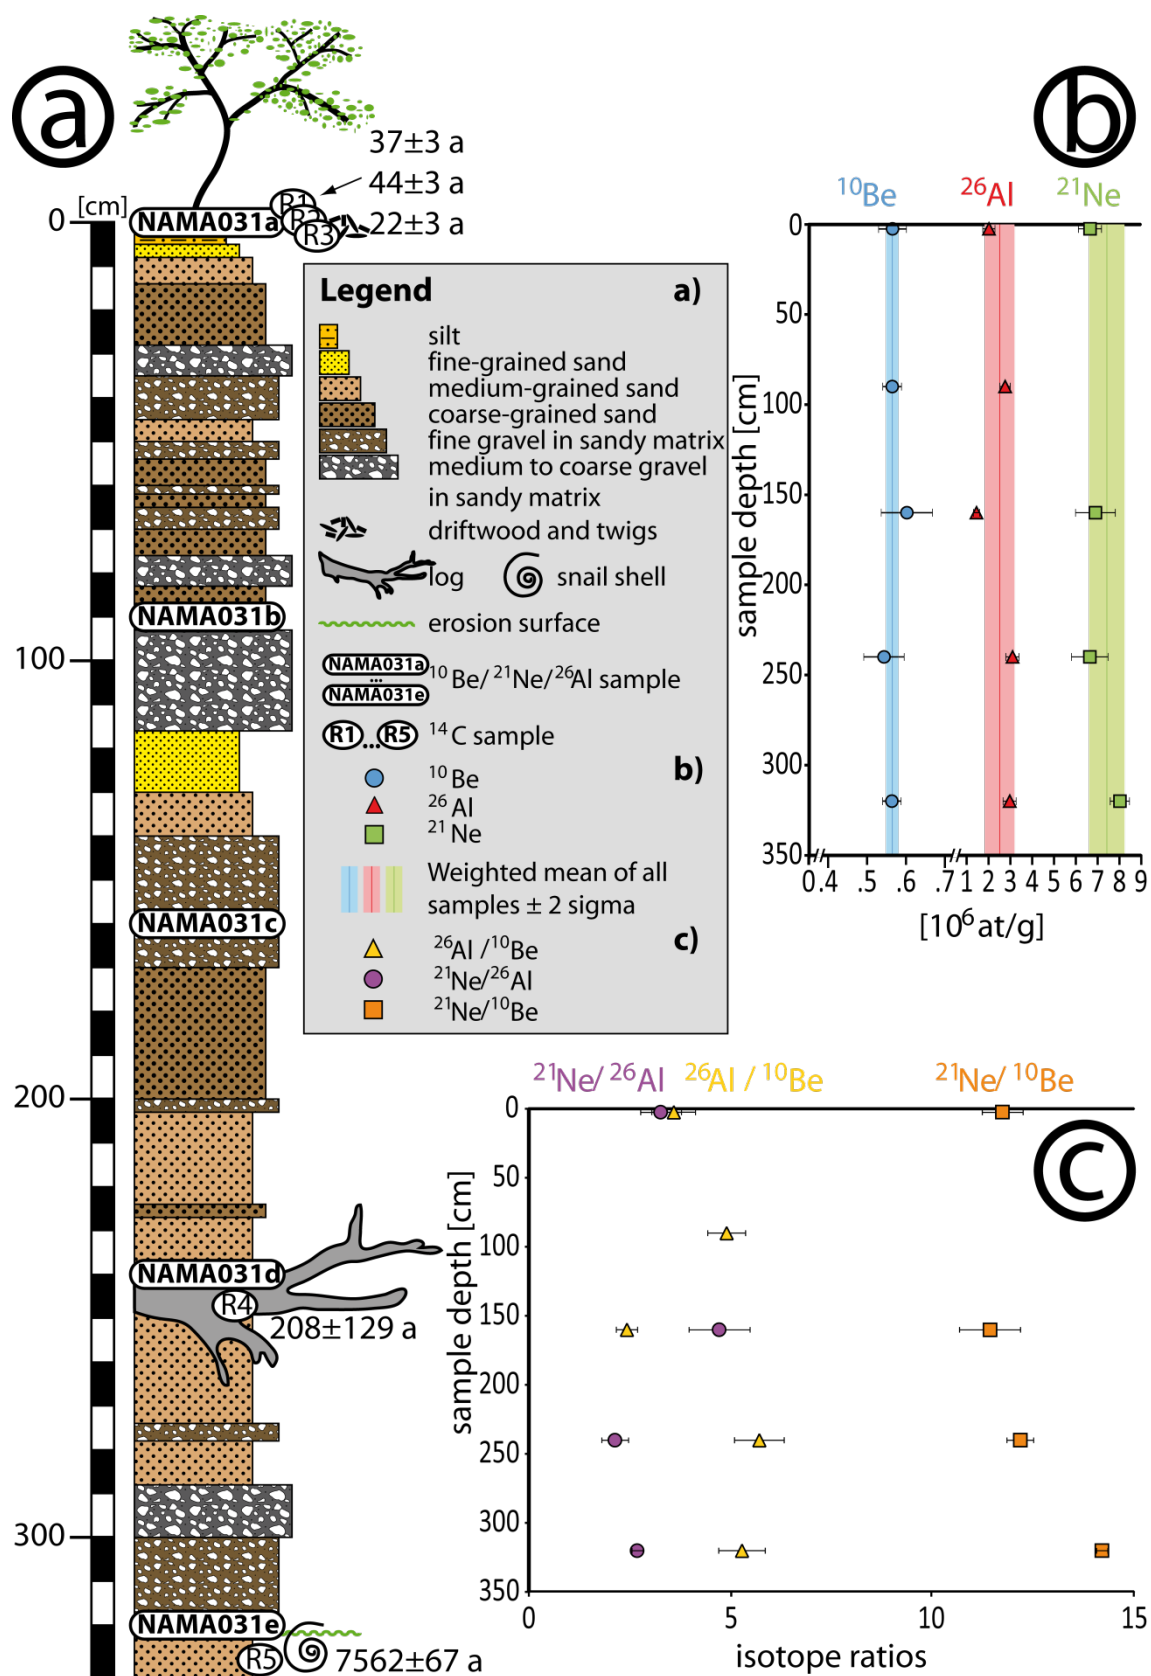 a
37±3 a
44±3 a
22±3 a
[cm]
0
NAMA031a
R1
R2
R3
NAMA031b
100
NAMA031c
200
NAMA031d
R4
208±129 a
300
NAMA031e
R5
7562±67 a
Legend a)
silt
fine-grained sand
medium-grained sand
coarse-grained sand
fine gravel in sandy matrix
medium to coarse gravel
in sandy matrix
driftwood and twigs
log snail shell
erosion surface
NAMA031a
...
NAMA031e
¹⁰Be/²¹Ne/²⁶Al sample
R1...R5 ¹⁴C sample
b)
¹⁰Be
²⁶Al
²¹Ne
Weighted mean of all
samples ± 2 sigma
c)
²⁶Al/¹⁰Be
²¹Ne/²⁶Al
²¹Ne/¹⁰Be
b
¹⁰Be ²⁶Al ²¹Ne
0
50
100
150
200
250
300
350
sample depth [cm]
0.4 .5 .6 .7 1 2 3 4 5 6 7 8 9
[10⁶ at/g]
²¹Ne/²⁶Al ²⁶Al/¹⁰Be ²¹Ne/¹⁰Be
c
0
50
100
150
200
250
300
350
sample depth [cm]
0 5 10 15
isotope ratios